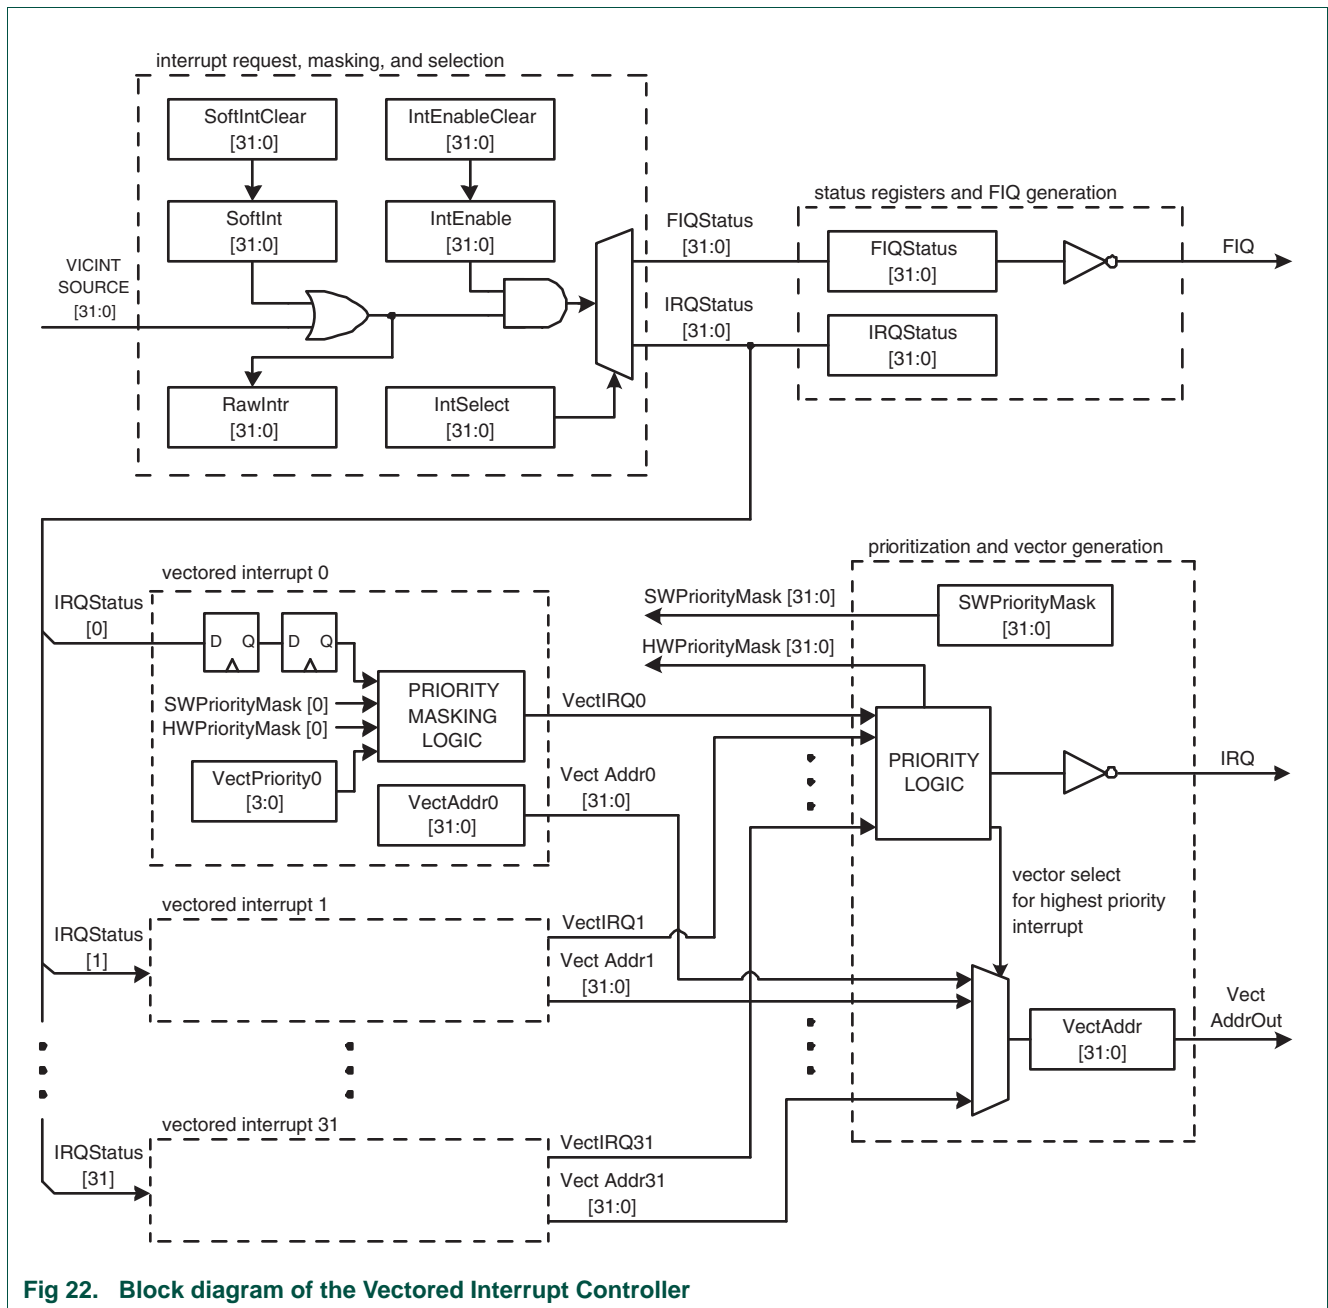 interrupt request, masking, and selection
SoftIntClear
[31:0]
IntEnableClear
[31:0]
SoftInt
[31:0]
IntEnable
[31:0]
VICINT
SOURCE
[31:0]
RawIntr
[31:0]
IntSelect
[31:0]
FIQStatus
[31:0]
IRQStatus
[31:0]
status registers and FIQ generation
FIQStatus
[31:0]
IRQStatus
[31:0]
FIQ
vectored interrupt 0
IRQStatus
[0]
D Q
D Q
SWPriorityMask [0]
HWPriorityMask [0]
PRIORITY
MASKING
LOGIC
VectPriority0
[3:0]
VectAddr0
[31:0]
VectIRQ0
Vect Addr0
[31:0]
prioritization and vector generation
SWPriorityMask [31:0]
SWPriorityMask
[31:0]
HWPriorityMask [31:0]
PRIORITY
LOGIC
IRQ
vector select
for highest priority
interrupt
vectored interrupt 1
IRQStatus
[1]
VectIRQ1
Vect Addr1
[31:0]
VectAddr
[31:0]
Vect
AddrOut
vectored interrupt 31
IRQStatus
[31]
VectIRQ31
Vect Addr31
[31:0]
Fig 22. Block diagram of the Vectored Interrupt Controller